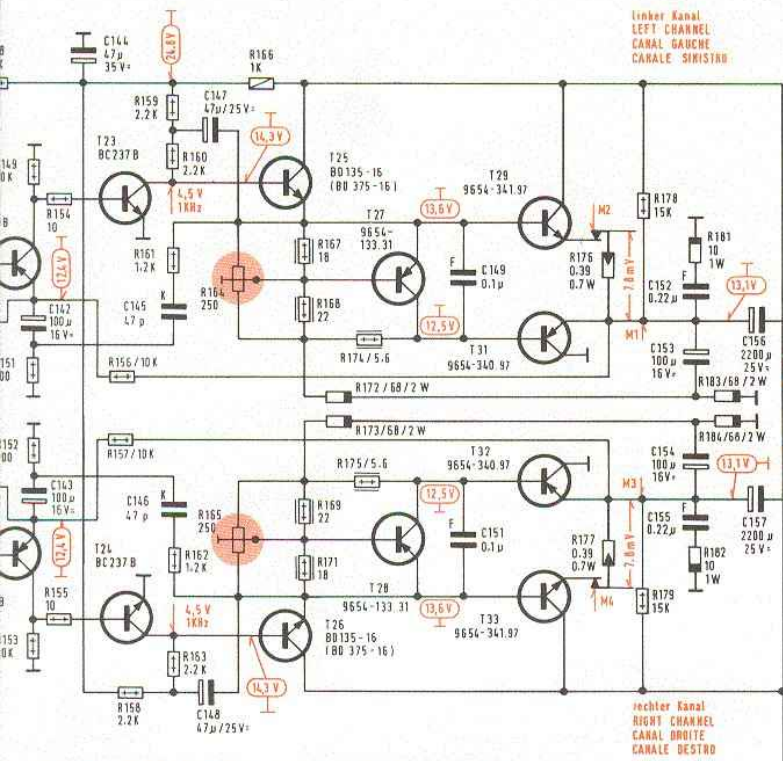 linker Kanal
LEFT CHANNEL
CANAL GAUCHE
CANALE SINISTRO
C144
47µ
35 V=
24.8V
R166
1K
R159
2.2K
C147
47µ/25V=
14,3V
T23
BC237B
R160
2.2K
T25
BD135-16
(BD 375-16)
T29
9654-341.97
4,5 V
1KHz
R154
10
T27
9654-
133.31
13,6V
M2
R178
15K
R181
10
1W
12,4V
R161
1.2K
R167
18
R164
250
C149
0.1µ
F
R176
0.39
0.7W
7.8mV
F
C152
0.22µ
13,1V
C142
100µ
16V=
K
C145
47p
R168
22
12,5V
R174/5.6
T31
9654-340.97
M1
C153
100µ
16V=
C156
2200µ
25V=
R156/10K
R172/68/2W
R183/68/2W
R173/68/2W
R184/68/2W
R157/10K
T32
9654-340.97
C154
100µ
16V=
13,1V
R175/5.6
C143
100µ
16V=
K
C146
47p
R165
250
R169
22
12,5V
M3
F
C151
0.1µ
C155
0.22µ
F
C157
2200µ
25V=
12,4V
T24
BC237B
R162
1.2K
R171
18
R177
0.39
0.7W
7.8mV
R182
10
1W
T28
9654-133.31
13,6V
R155
10
4,5V
1KHz
T26
BD135-16
(BD 375-16)
T33
9654-341.97
M4
R179
15K
R163
2.2K
14,3V
R158
2.2K
C148
47µ/25V=
rechter Kanal
RIGHT CHANNEL
CANAL DROITE
CANALE DESTRO